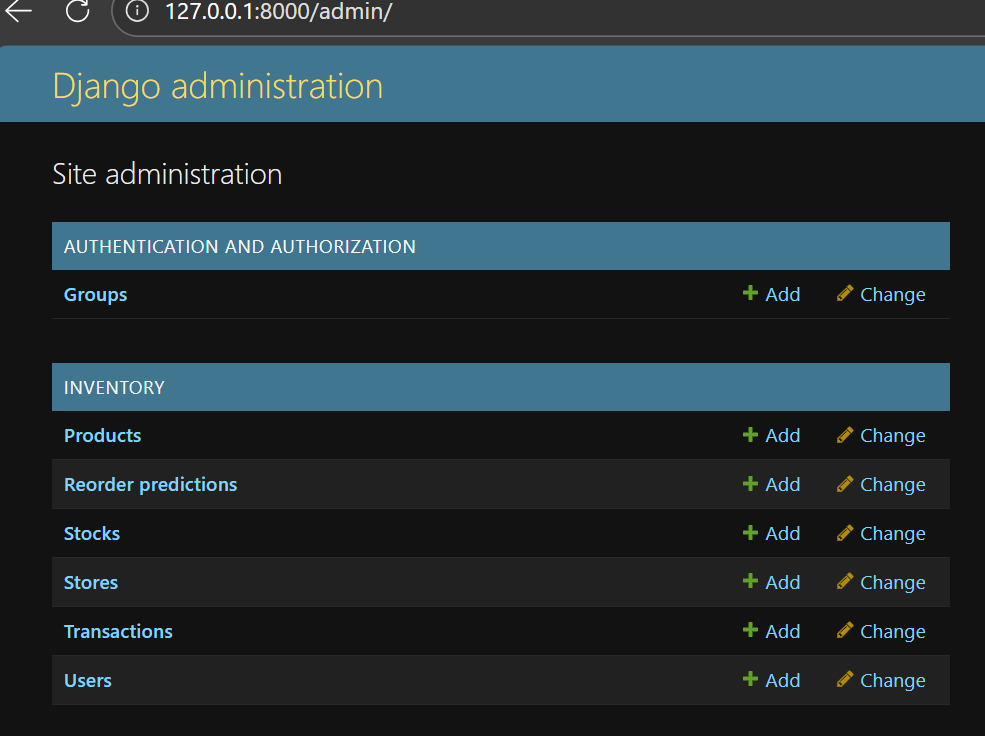 127.0.0.1:8000/admin/
Django administration
Site administration
AUTHENTICATION AND AUTHORIZATION
Groups Add Change
INVENTORY
Products Add Change
Reorder predictions Add Change
Stocks Add Change
Stores Add Change
Transactions Add Change
Users Add Change